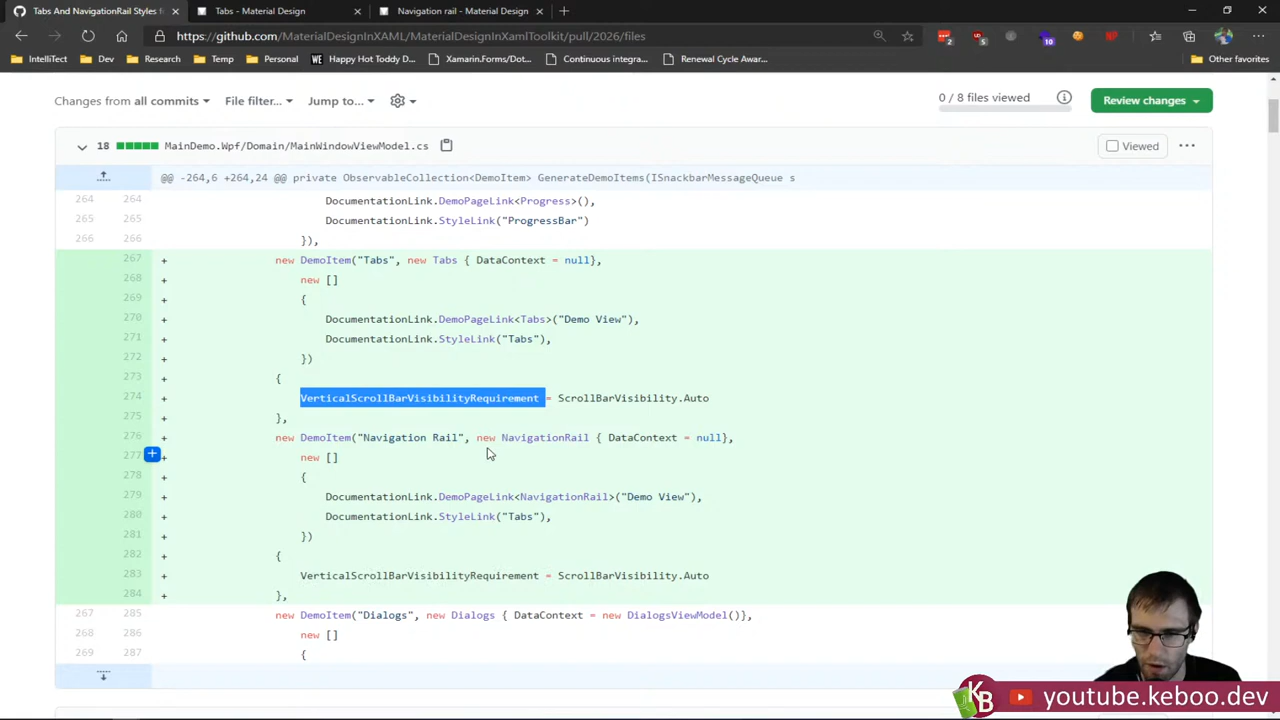 Tabs And NavigationRail Styles fo
Tabs - Material Design
Navigation rail - Material Design
https://github.com/MaterialDesignInXAML/MaterialDesignInXamlToolkit/pull/2026/files
2
5
10
IntelliTect
Dev
Research
Temp
Personal
WE
Happy Hot Toddy D...
Xamarin.Forms/Dot...
Continuous integra...
Renewal Cycle Awar...
Other favorites
Changes from all commits
File filter...
Jump to...
0 / 8 files viewed
Review changes
18
MainDemo.Wpf/Domain/MainWindowViewModel.cs
Viewed
@@ -264,6 +264,24 @@ private ObservableCollection<DemoItem> GenerateDemoItems(ISnackbarMessageQueue s
264 264 DocumentationLink.DemoPageLink<Progress>(),
265 265 DocumentationLink.StyleLink("ProgressBar")
266 266 }),
267 + new DemoItem("Tabs", new Tabs { DataContext = null},
268 + new []
269 + {
270 + DocumentationLink.DemoPageLink<Tabs>("Demo View"),
271 + DocumentationLink.StyleLink("Tabs"),
272 + })
273 + {
274 + VerticalScrollBarVisibilityRequirement = ScrollBarVisibility.Auto
275 + },
276 + new DemoItem("Navigation Rail", new NavigationRail { DataContext = null},
277 + new []
278 + {
279 + DocumentationLink.DemoPageLink<NavigationRail>("Demo View"),
280 + DocumentationLink.StyleLink("Tabs"),
281 + })
282 + {
283 + VerticalScrollBarVisibilityRequirement = ScrollBarVisibility.Auto
284 + },
267 285 new DemoItem("Dialogs", new Dialogs { DataContext = new DialogsViewModel()},
268 286 new []
269 287 {
KB
youtube.keboo.dev